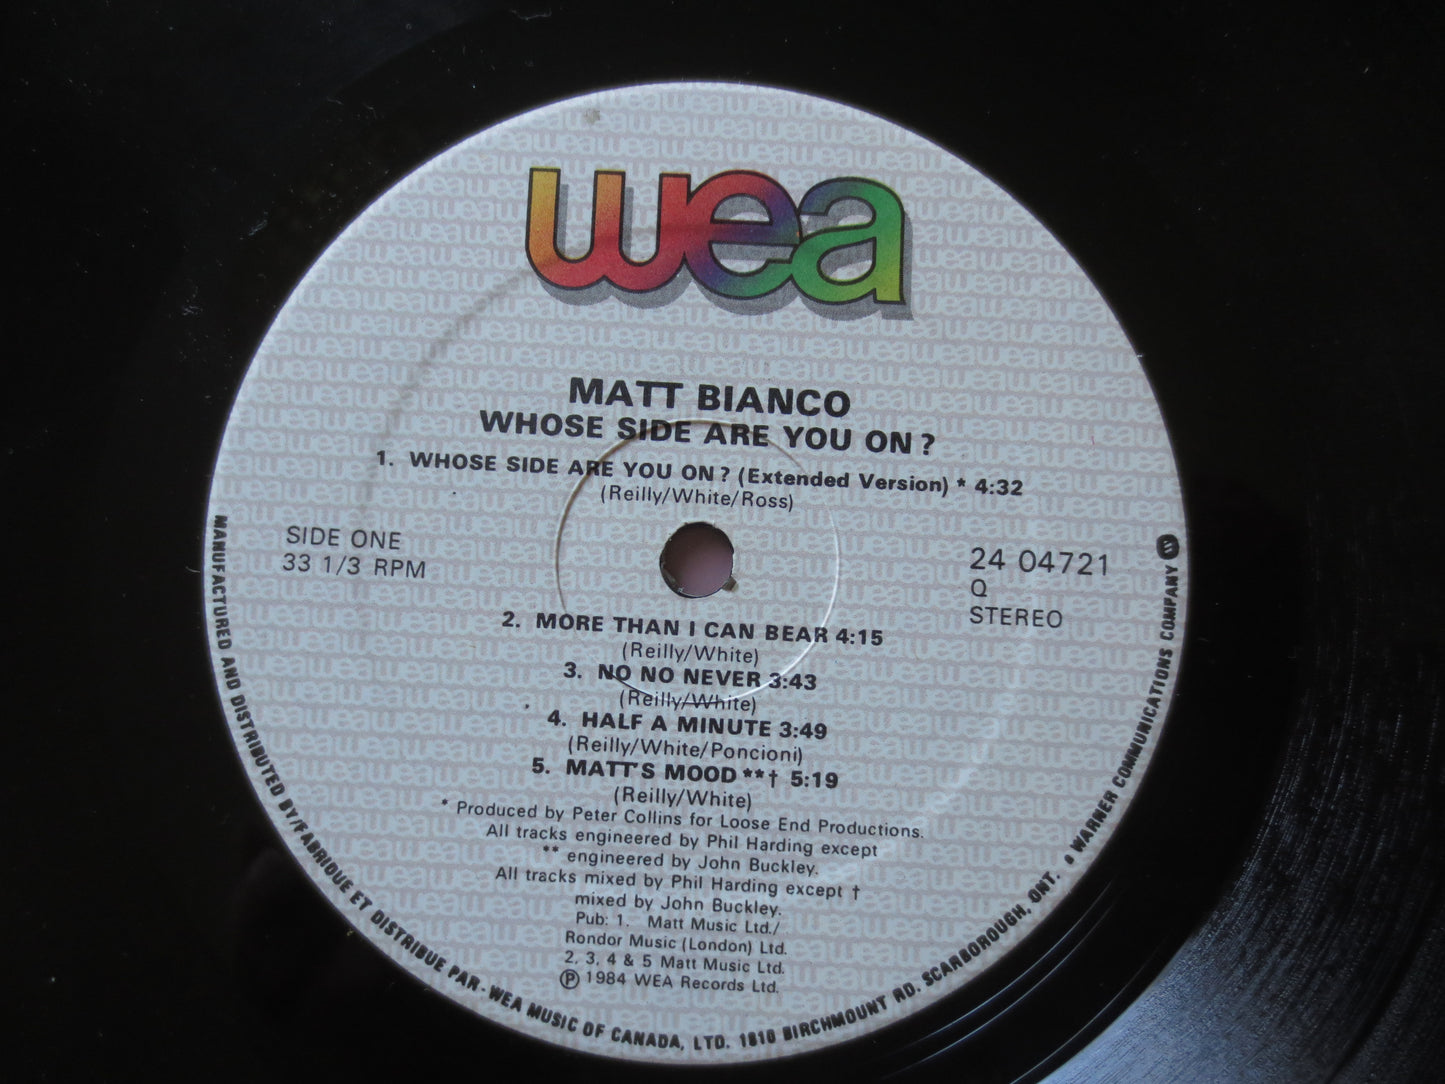 wea
MATT BIANCO
WHOSE SIDE ARE YOU ON?
1. WHOSE SIDE ARE YOU ON? (Extended Version) * 4:32
(Reilly/White/Ross)
SIDE ONE
33 1/3 RPM
24 04721
Q
STEREO
2. MORE THAN I CAN BEAR 4:15
(Reilly/White)
3. NO NO NEVER 3:43
(Reilly/White)
4. HALF A MINUTE 3:49
(Reilly/White/Poncioni)
5. MATT'S MOOD **† 5:19
(Reilly/White)
* Produced by Peter Collins for Loose End Productions.
All tracks engineered by Phil Harding except
** engineered by John Buckley.
All tracks mixed by Phil Harding except †
mixed by John Buckley.
Pub: 1. Matt Music Ltd./
Rondor Music (London) Ltd.
2, 3, 4 & 5 Matt Music Ltd.
℗ 1984 WEA Records Ltd.
MANUFACTURED AND DISTRIBUTED BY/FABRIQUE ET DISTRIBUE PAR - WEA MUSIC OF CANADA, LTD. 1810 BIRCHMOUNT RD. SCARBOROUGH, ONT. • WARNER COMMUNICATIONS COMPANY